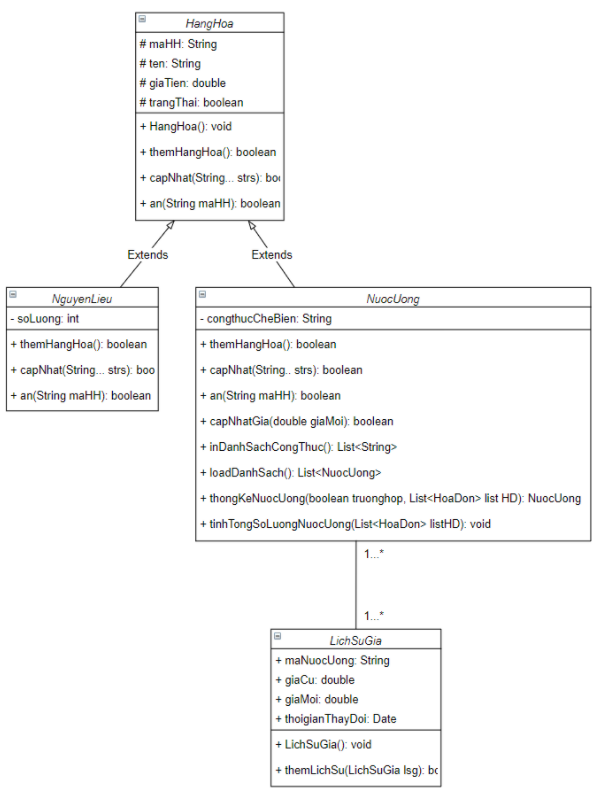 HangHoa
# maHH: String
# ten: String
# giaTien: double
# trangThai: boolean
+ HangHoa(): void
+ themHangHoa(): boolean
+ capNhat(String... strs): boo
+ an(String maHH): boolean
Extends
Extends
NguyenLieu
- soLuong: int
+ themHangHoa(): boolean
+ capNhat(String... strs): boo
+ an(String maHH): boolean
NuocUong
- congthucCheBien: String
+ themHangHoa(): boolean
+ capNhat(String.. strs): boolean
+ an(String maHH): boolean
+ capNhatGia(double giaMoi): boolean
+ inDanhSachCongThuc(): List<String>
+ loadDanhSach(): List<NuocUong>
+ thongKeNuocUong(boolean truonghop, List<HoaDon> list HD): NuocUong
+ tinhTongSoLuongNuocUong(List<HoaDon> listHD): void
1...*
1...*
LichSuGia
+ maNuocUong: String
+ giaCu: double
+ giaMoi: double
+ thoigianThayDoi: Date
+ LichSuGia(): void
+ themLichSu(LichSuGia lsg): bo